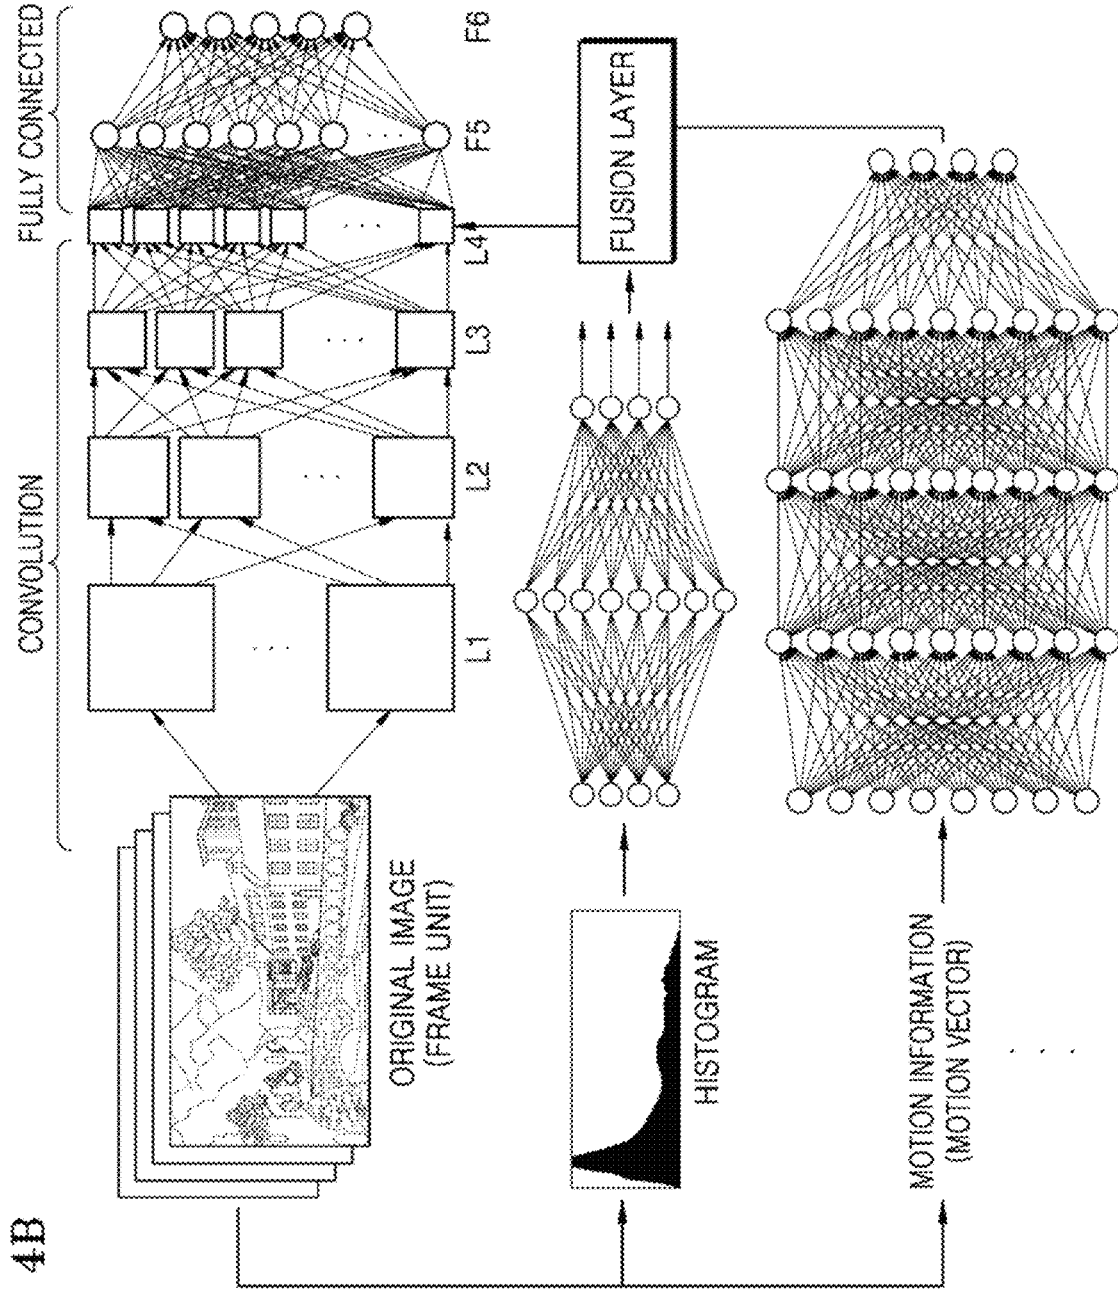 4B
CONVOLUTION
FULLY CONNECTED
L1
L2
L3
L4
F5
F6
ORIGINAL IMAGE
(FRAME UNIT)
HISTOGRAM
FUSION LAYER
MOTION INFORMATION
(MOTION VECTOR)